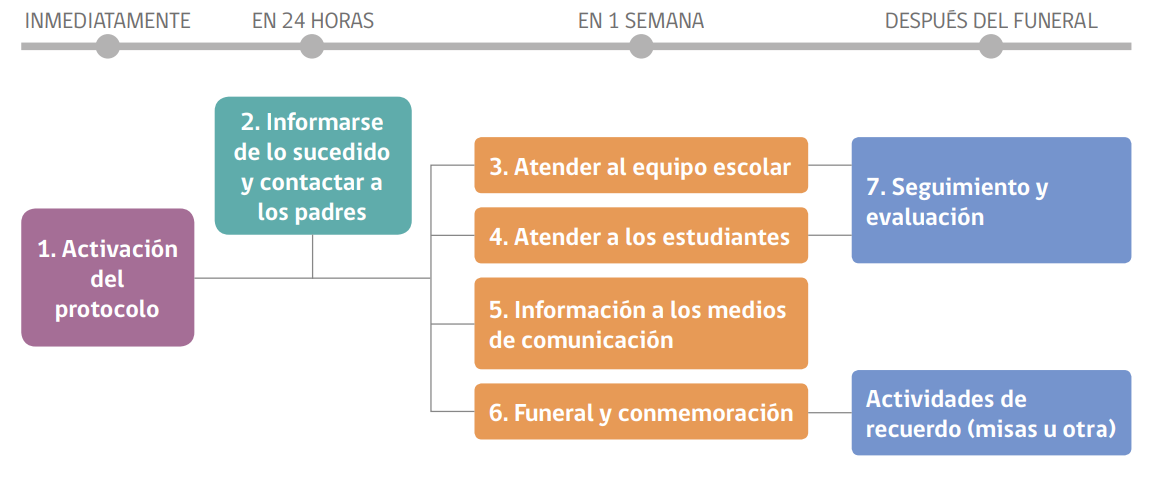 INMEDIATAMENTE
EN 24 HORAS
EN 1 SEMANA
DESPUÉS DEL FUNERAL
1. Activación
del
protocolo
2. Informarse
de lo sucedido
y contactar a
los padres
3. Atender al equipo escolar
4. Atender a los estudiantes
5. Información a los medios
de comunicación
6. Funeral y conmemoración
7. Seguimiento y
evaluación
Actividades de
recuerdo (misas u otra)